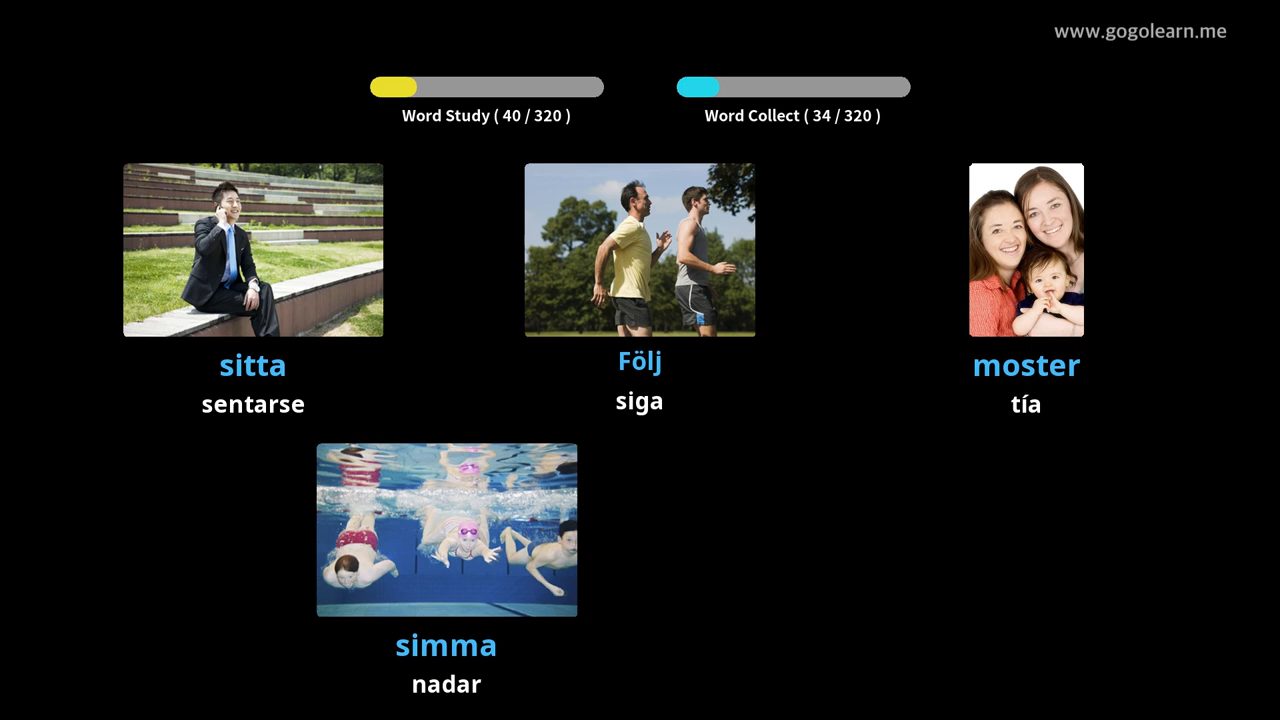 www.gogolearn.me
Word Study ( 40 / 320 )
Word Collect ( 34 / 320 )
sitta
sentarse
Följ
siga
moster
tía
simma
nadar